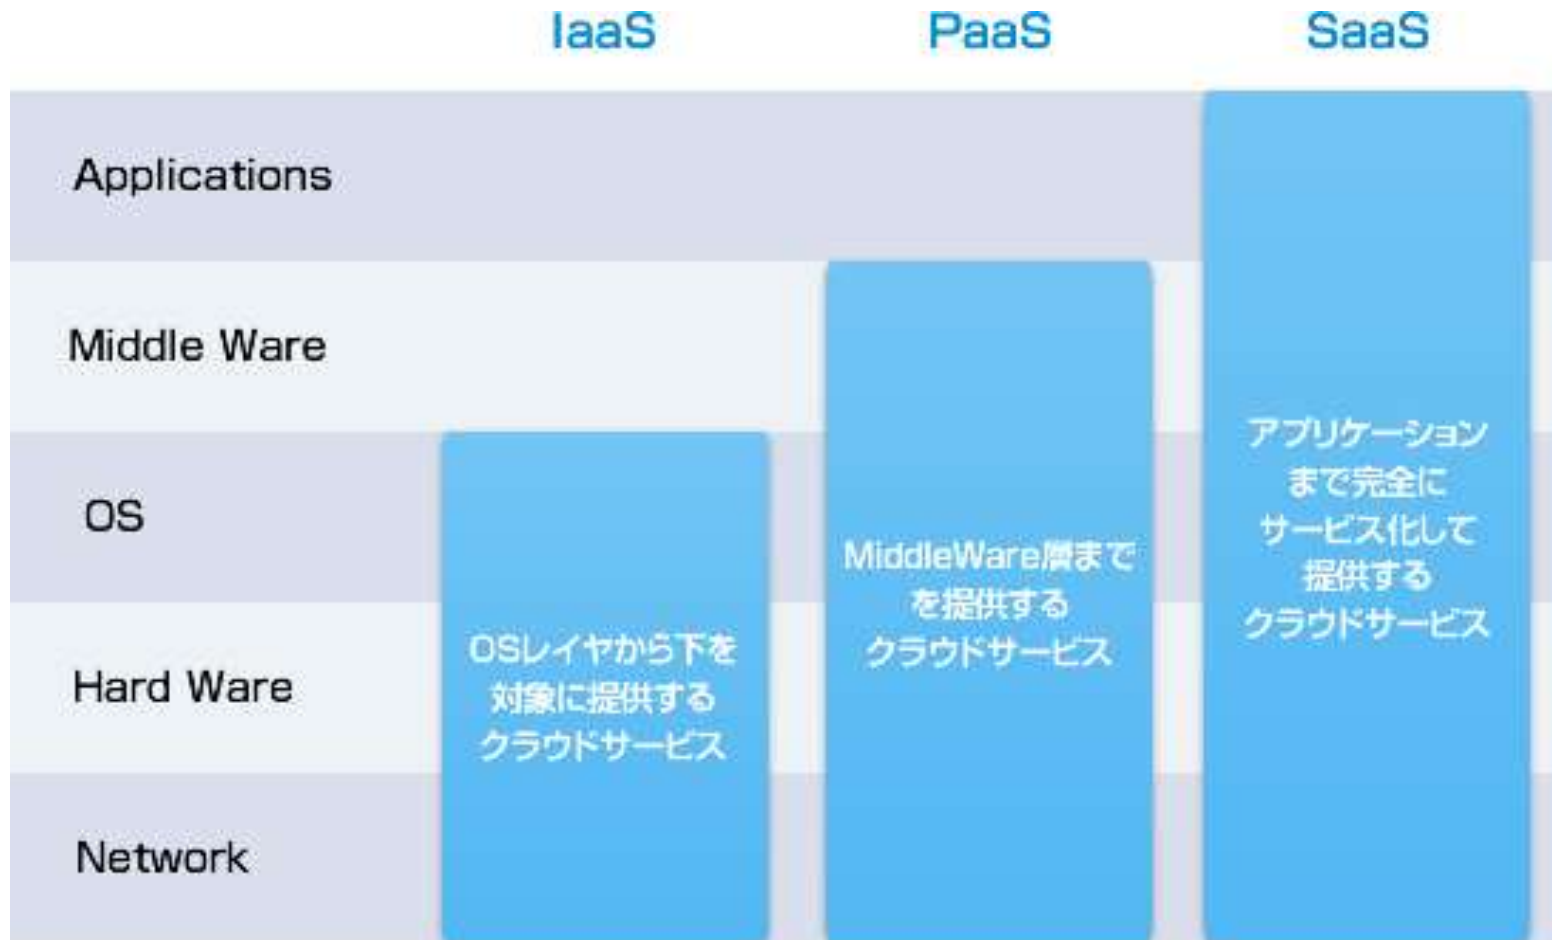 IaaS PaaS SaaS
Applications
Middle Ware
OS
Hard Ware
Network
OSレイヤから下を
対象に提供する
クラウドサービス
MiddleWare層まで
を提供する
クラウドサービス
アプリケーション
まで完全に
サービス化して
提供する
クラウドサービス